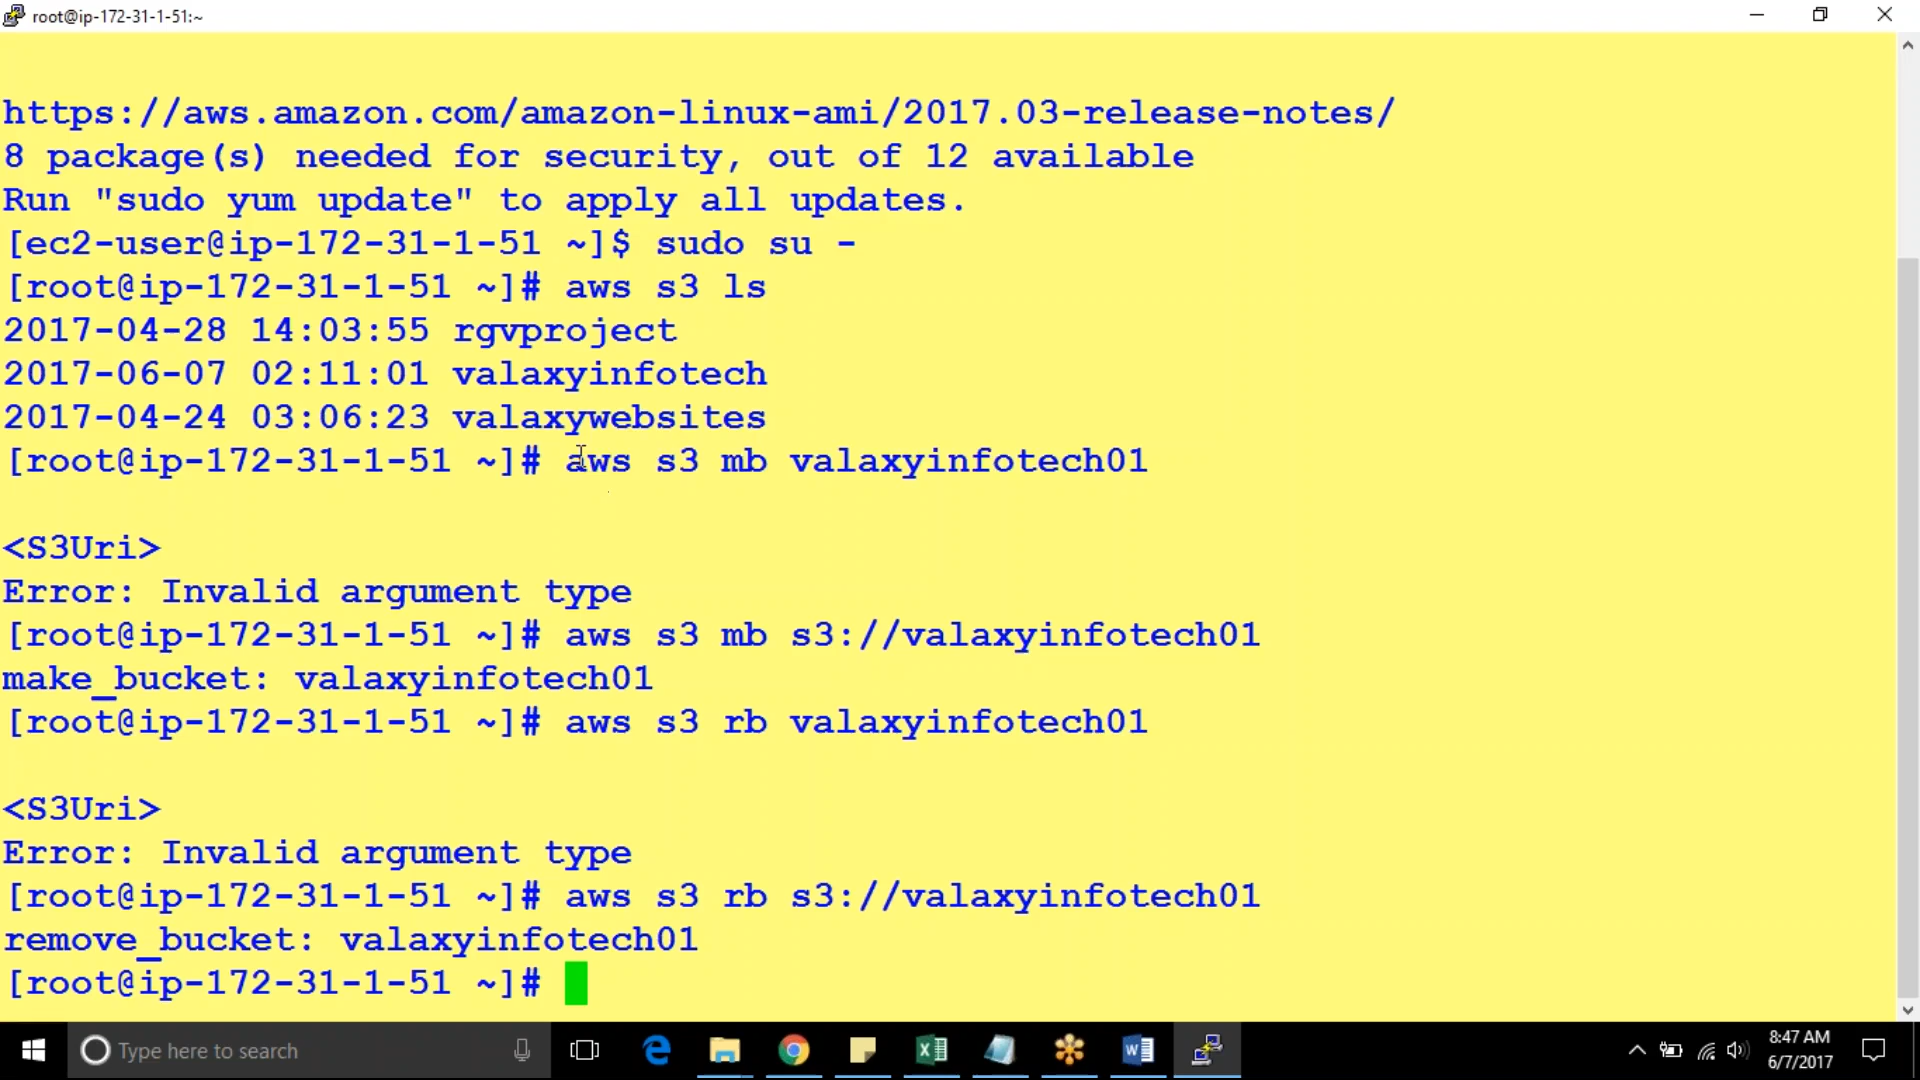 root@ip-172-31-1-51:~
https://aws.amazon.com/amazon-linux-ami/2017.03-release-notes/
8 package(s) needed for security, out of 12 available
Run "sudo yum update" to apply all updates.
[ec2-user@ip-172-31-1-51 ~]$ sudo su -
[root@ip-172-31-1-51 ~]# aws s3 ls
2017-04-28 14:03:55 rgvproject
2017-06-07 02:11:01 valaxyinfotech
2017-04-24 03:06:23 valaxywebsites
[root@ip-172-31-1-51 ~]# aws s3 mb valaxyinfotech01
<S3Uri>
Error: Invalid argument type
[root@ip-172-31-1-51 ~]# aws s3 mb s3://valaxyinfotech01
make_bucket: valaxyinfotech01
[root@ip-172-31-1-51 ~]# aws s3 rb valaxyinfotech01
<S3Uri>
Error: Invalid argument type
[root@ip-172-31-1-51 ~]# aws s3 rb s3://valaxyinfotech01
remove_bucket: valaxyinfotech01
[root@ip-172-31-1-51 ~]#
Type here to search
8:47 AM
6/7/2017